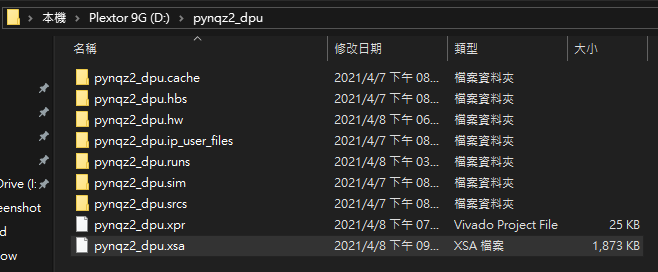 本機 > Plextor 9G (D:) > pynqz2_dpu
名稱 修改日期 類型 大小
pynqz2_dpu.cache 2021/4/7 下午 08... 檔案資料夾
pynqz2_dpu.hbs 2021/4/7 下午 08... 檔案資料夾
pynqz2_dpu.hw 2021/4/8 下午 06... 檔案資料夾
pynqz2_dpu.ip_user_files 2021/4/7 下午 08... 檔案資料夾
pynqz2_dpu.runs 2021/4/8 下午 03... 檔案資料夾
pynqz2_dpu.sim 2021/4/7 下午 08... 檔案資料夾
Drive (I: pynqz2_dpu.srcs 2021/4/7 下午 08... 檔案資料夾
eenshot pynqz2_dpu.xpr 2021/4/8 下午 07... Vivado Project File 25 KB
d pynqz2_dpu.xsa 2021/4/8 下午 09... XSA 檔案 1,873 KB
ow